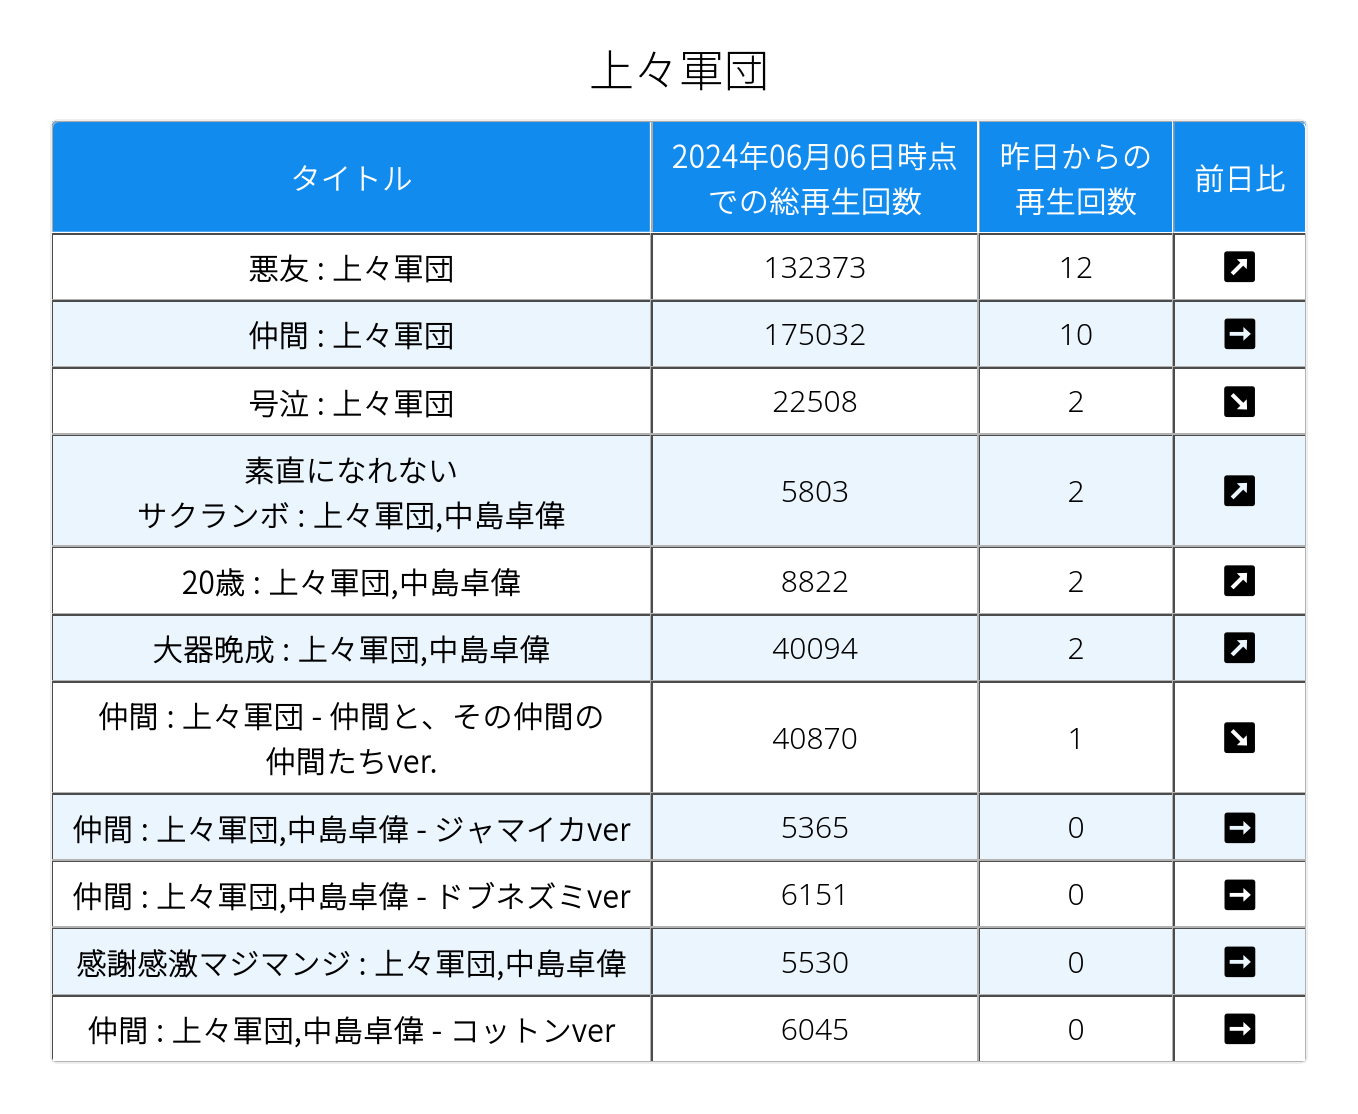 上々軍団
タイトル
2024年06月06日時点
での総再生回数
昨日からの
再生回数
前日比
悪友 : 上々軍団 132373 12
仲間 : 上々軍団 175032 10
号泣 : 上々軍団 22508 2
素直になれない
サクランボ : 上々軍団,中島卓偉 5803 2
20歳 : 上々軍団,中島卓偉 8822 2
大器晩成 : 上々軍団,中島卓偉 40094 2
仲間 : 上々軍団 - 仲間と、その仲間の
仲間たちver. 40870 1
仲間 : 上々軍団,中島卓偉 - ジャマイカver 5365 0
仲間 : 上々軍団,中島卓偉 - ドブネズミver 6151 0
感謝感激マジマンジ : 上々軍団,中島卓偉 5530 0
仲間 : 上々軍団,中島卓偉 - コットンver 6045 0